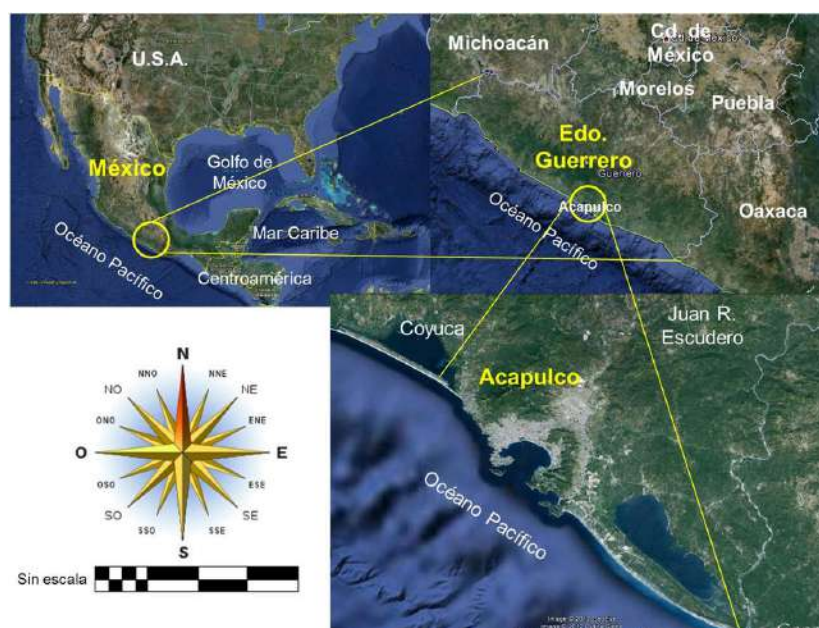 U.S.A.
México
Golfo de
México
Mar Caribe
Océano Pacífico
Centroamérica
Michoacán
Cd. de
México
Morelos
Puebla
Edo.
Guerrero
Guerrero
Acapulco
Oaxaca
Océano Pacífico
Coyuca
Juan R.
Escudero
Acapulco
Océano Pacífico
N
NNO
NNE
NO
NE
ONO
ENE
O
E
OSO
ESE
SO
SE
SSO
SSE
S
Sin escala